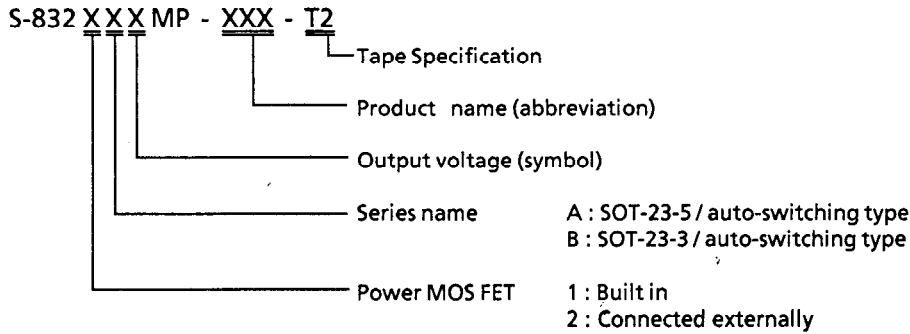 S-832 X X X MP - XXX - T2
Tape Specification
Product name (abbreviation)
Output voltage (symbol)
Series name A : SOT-23-5 / auto-switching type
B : SOT-23-3 / auto-switching type
Power MOS FET 1 : Built in
2 : Connected externally